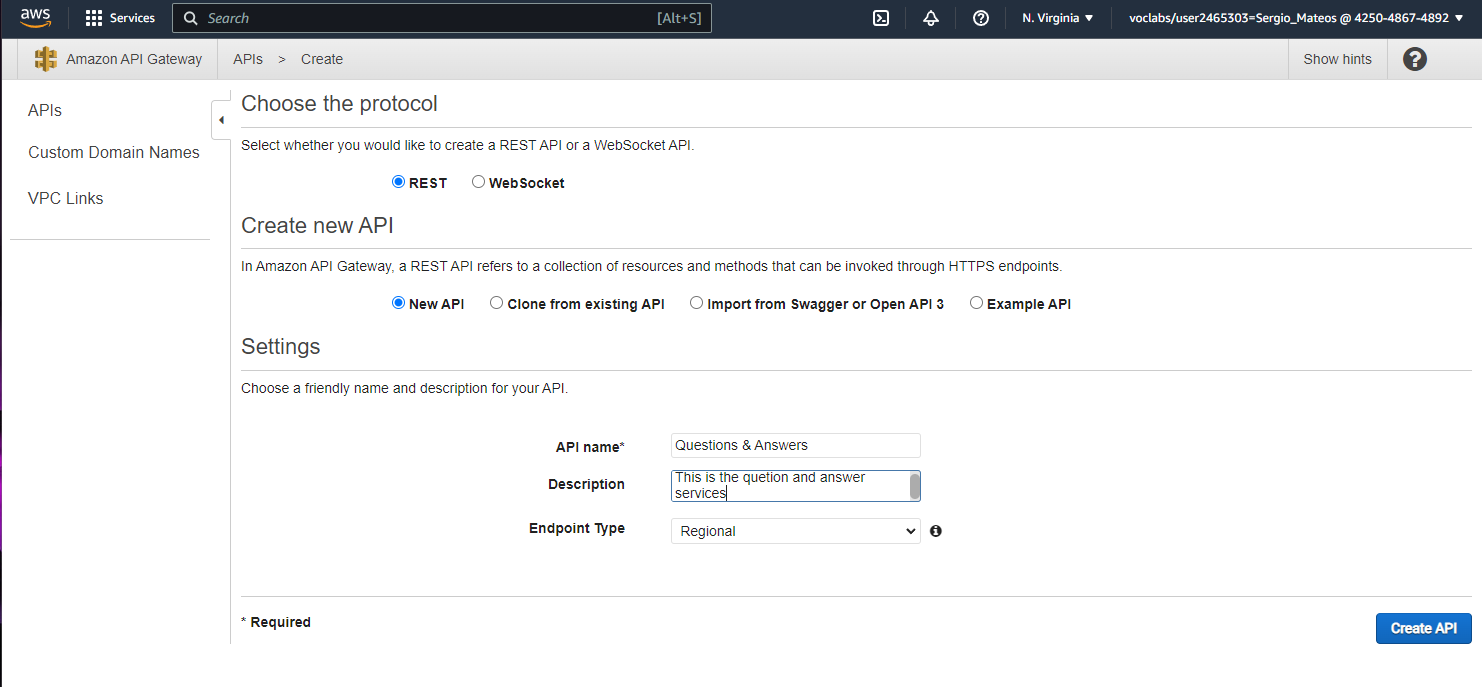 aws
Services
Search
[Alt+S]
N. Virginia
voclabs/user2465303=Sergio_Mateos @ 4250-4867-4892
Amazon API Gateway
APIs > Create
Show hints
?
APIs
Custom Domain Names
VPC Links
Choose the protocol
Select whether you would like to create a REST API or a WebSocket API.
REST
WebSocket
Create new API
In Amazon API Gateway, a REST API refers to a collection of resources and methods that can be invoked through HTTPS endpoints.
New API
Clone from existing API
Import from Swagger or Open API 3
Example API
Settings
Choose a friendly name and description for your API.
API name*
Questions & Answers
Description
This is the quetion and answer
services
Endpoint Type
Regional
* Required
Create API